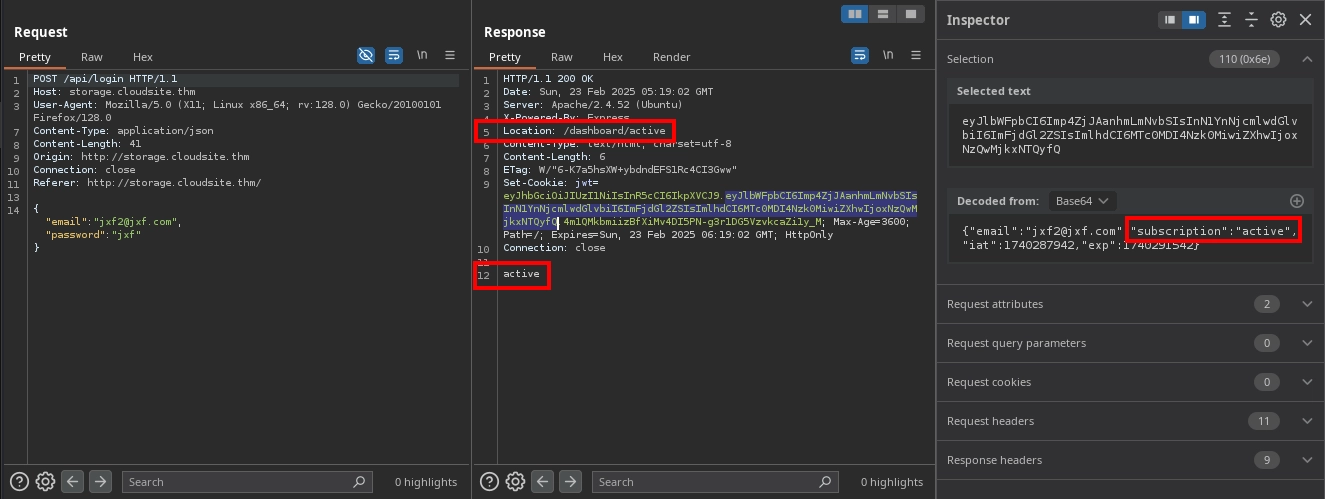 Request
Pretty Raw Hex
\n
1 POST /api/login HTTP/1.1
2 Host: storage.cloudsite.thm
3 User-Agent: Mozilla/5.0 (X11; Linux x86_64; rv:128.0) Gecko/20100101
Firefox/128.0
7 Content-Type: application/json
8 Content-Length: 41
9 Origin: http://storage.cloudsite.thm
10 Connection: close
11 Referer: http://storage.cloudsite.thm/
13
14 {
"email":"jxf2@jxf.com",
"password":"jxf"
}
Search
0 highlights
Response
Pretty Raw Hex Render
\n
1 HTTP/1.1 200 OK
2 Date: Sun, 23 Feb 2025 05:19:02 GMT
3 Server: Apache/2.4.52 (Ubuntu)
4 X-Powered-By: Express
5 Location: /dashboard/active
6 Content-Type: text/html; charset=utf-8
7 Content-Length: 6
8 ETag: W/"6-K7a5hsXW+ybdndEFS1Rc4CI3Gww"
9 Set-Cookie: jwt=
eyJhbGciOiJIUzI1NiIsInR5cCI6IkpXVCJ9.eyJlbWFpbCI6Imp4ZjJAanhmLmNvbSIs
InN1YnNjcmlwdGlvbiI6ImFjdGl2ZSIsImlhdCI6MTc0MDI4Nzk0MiwiZXhwIjoxNzQwM
jkxNTQyfQ.4m1QMkbmiizBfXiMv4DI5PN-g3rlDG5VzvkcaZily_M; Max-Age=3600;
Path=/; Expires=Sun, 23 Feb 2025 06:19:02 GMT; HttpOnly
10 Connection: close
11
12 active
Search
0 highlights
Inspector
Selection 110 (0x6e)
Selected text
eyJlbWFpbCI6Imp4ZjJAanhmLmNvbSIsInN1YnNjcmlwdGlv
biI6ImFjdGl2ZSIsImlhdCI6MTc0MDI4Nzk0MiwiZXhwIjox
NzQwMjkxNTQyfQ
Decoded from: Base64
{"email":"jxf2@jxf.com","subscription":"active",
"iat":1740287942,"exp":1740291542}
Request attributes 2
Request query parameters 0
Request cookies 0
Request headers 11
Response headers 9